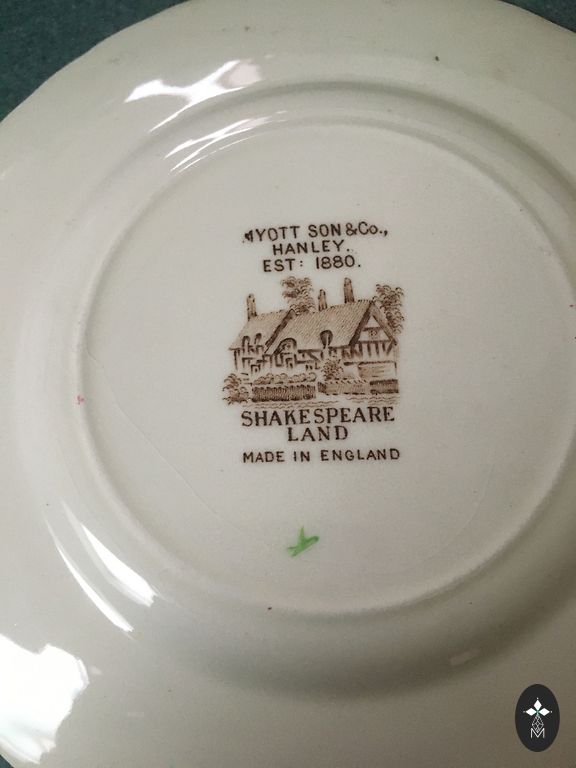 MYOTT SON & Co.,
HANLEY.
EST: 1880.
SHAKESPEARE
LAND
MADE IN ENGLAND
M